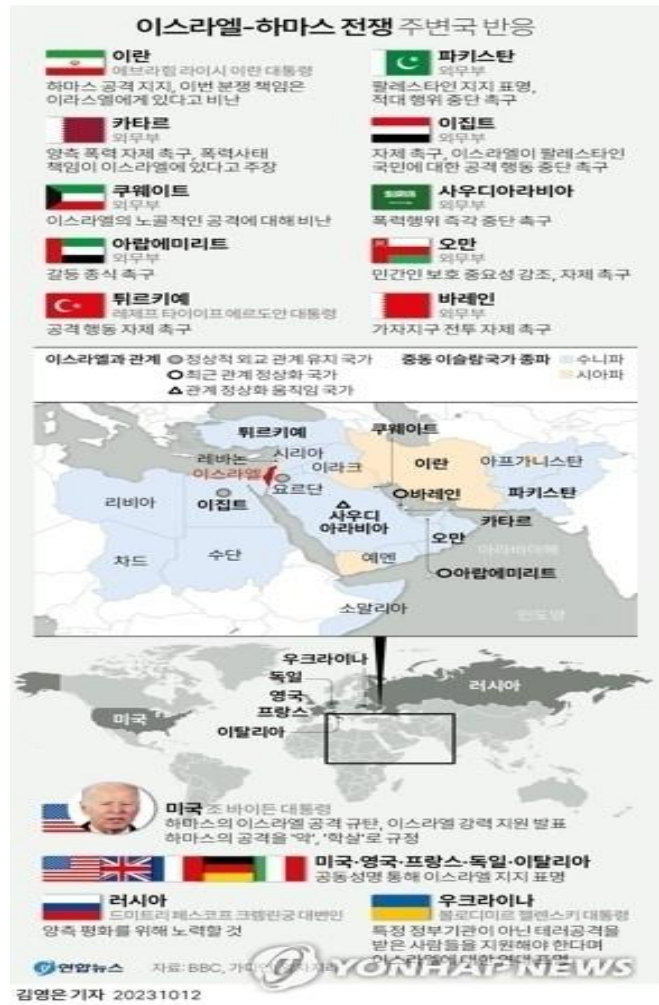 이스라엘-하마스 전쟁 주변국 반응
이란
에브라힘 라이시 이란 대통령
하마스 공격 지지, 이번 분쟁 책임은
이라스엘에게 있다고 비난
파키스탄
외무부
팔레스타인 지지 표명,
적대 행위 중단 촉구
카타르
외무부
양측 폭력 자제 촉구, 폭력사태
책임이 이스라엘에 있다고 주장
이집트
외무부
자제 촉구, 이스라엘이 팔레스타인
국민에 대한 공격 행동 중단 촉구
쿠웨이트
외무부
이스라엘의 노골적인 공격에 대해 비난
사우디아라비아
외무부
폭력행위 즉각 중단 촉구
아랍에미리트
외무부
갈등 종식 촉구
오만
외무부
민간인 보호 중요성 강조, 자제 촉구
튀르키예
레제프 타이이프 에르도안 대통령
공격 행동 자제 촉구
바레인
외무부
가자지구 전투 자제 촉구
이스라엘과 관계 정상적 외교 관계 유지 국가
최근 관계 정상화 국가
관계 정상화 움직임 국가
중동 이슬람국가 종파 수니파
시아파
튀르키예
쿠웨이트
레바논
시리아
이스라엘
이라크
이란
아프가니스탄
요르단
리비아
이집트
바레인
파키스탄
사우디
아라비아
카타르
오만
차드
수단
예멘
아라비아해
아랍에미리트
소말리아
인도양
우크라이나
독일
영국
프랑스
이탈리아
러시아
미국
미국 조 바이든 대통령
하마스의 이스라엘 공격 규탄, 이스라엘 강력 지원 발표
하마스의 공격을 '악', '학살'로 규정
미국·영국·프랑스·독일·이탈리아
공동성명 통해 이스라엘 지지 표명
러시아
드미트리 페스코프 크렘린궁 대변인
양측 평화를 위해 노력할 것
우크라이나
볼로디미르 젤렌스키 대통령
특정 정부기관이 아닌 테러공격을
받은 사람들을 지원해야 한다며
이스라엘에 대한 연대 표명
연합뉴스
자료: BBC,
YONHAP NEWS
김영은 기자 20231012